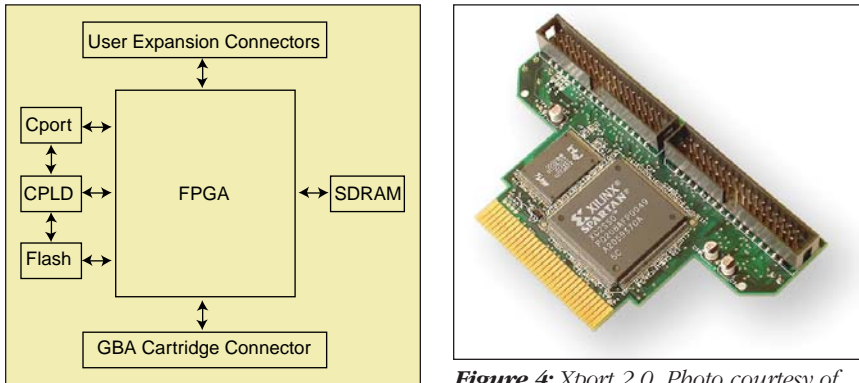 User Expansion Connectors
Cport
CPLD
FPGA
SDRAM
Flash
GBA Cartridge Connector
XILINX®
SPARTAN®
Figure 4: Xport 2.0. Photo courtesy of